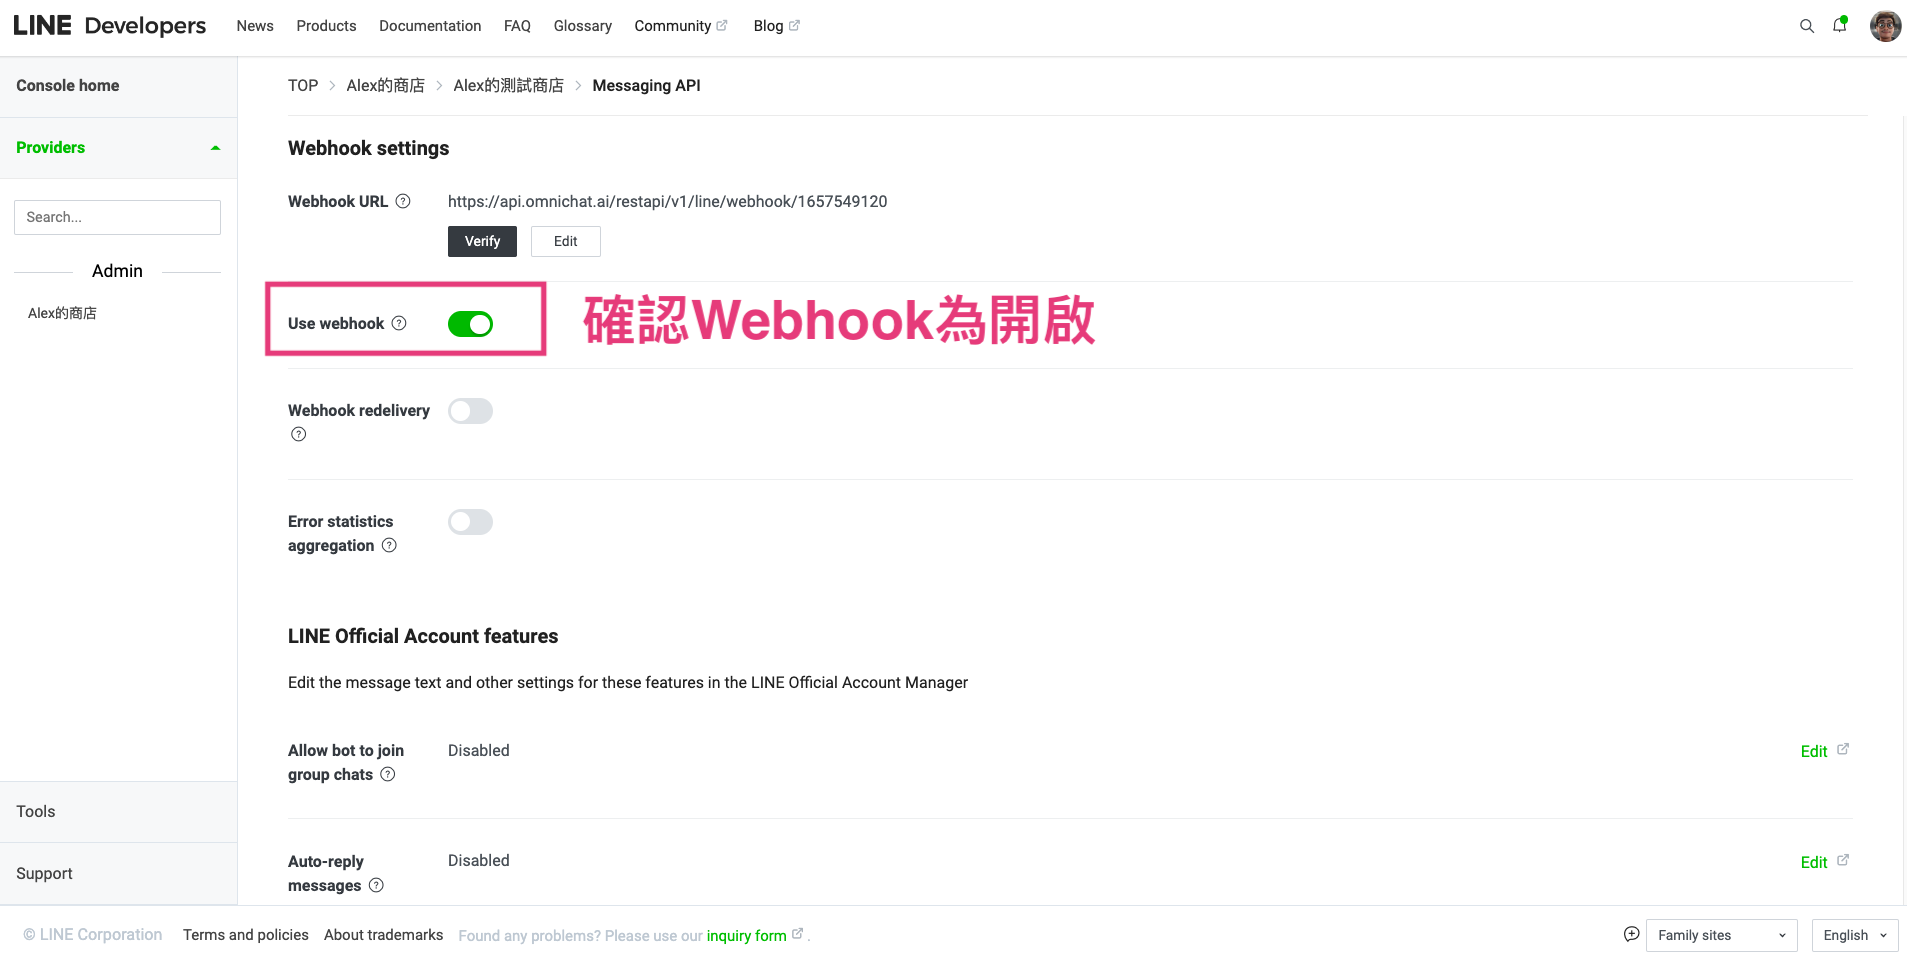 LINE Developers News Products Documentation FAQ Glossary Community Blog
Console home
Providers
Search...
Admin
Alex的商店
Tools
Support
TOP > Alex的商店 > Alex的測試商店 > Messaging API
Webhook settings
Webhook URL ? https://api.omnichat.ai/restapi/v1/line/webhook/1657549120
Verify Edit
Use webhook ? 確認Webhook為開啟
Webhook redelivery
?
Error statistics
aggregation ?
LINE Official Account features
Edit the message text and other settings for these features in the LINE Official Account Manager
Allow bot to join Disabled Edit
group chats ?
Auto-reply Disabled Edit
messages ?
© LINE Corporation Terms and policies About trademarks Found any problems? Please use our inquiry form . Family sites English